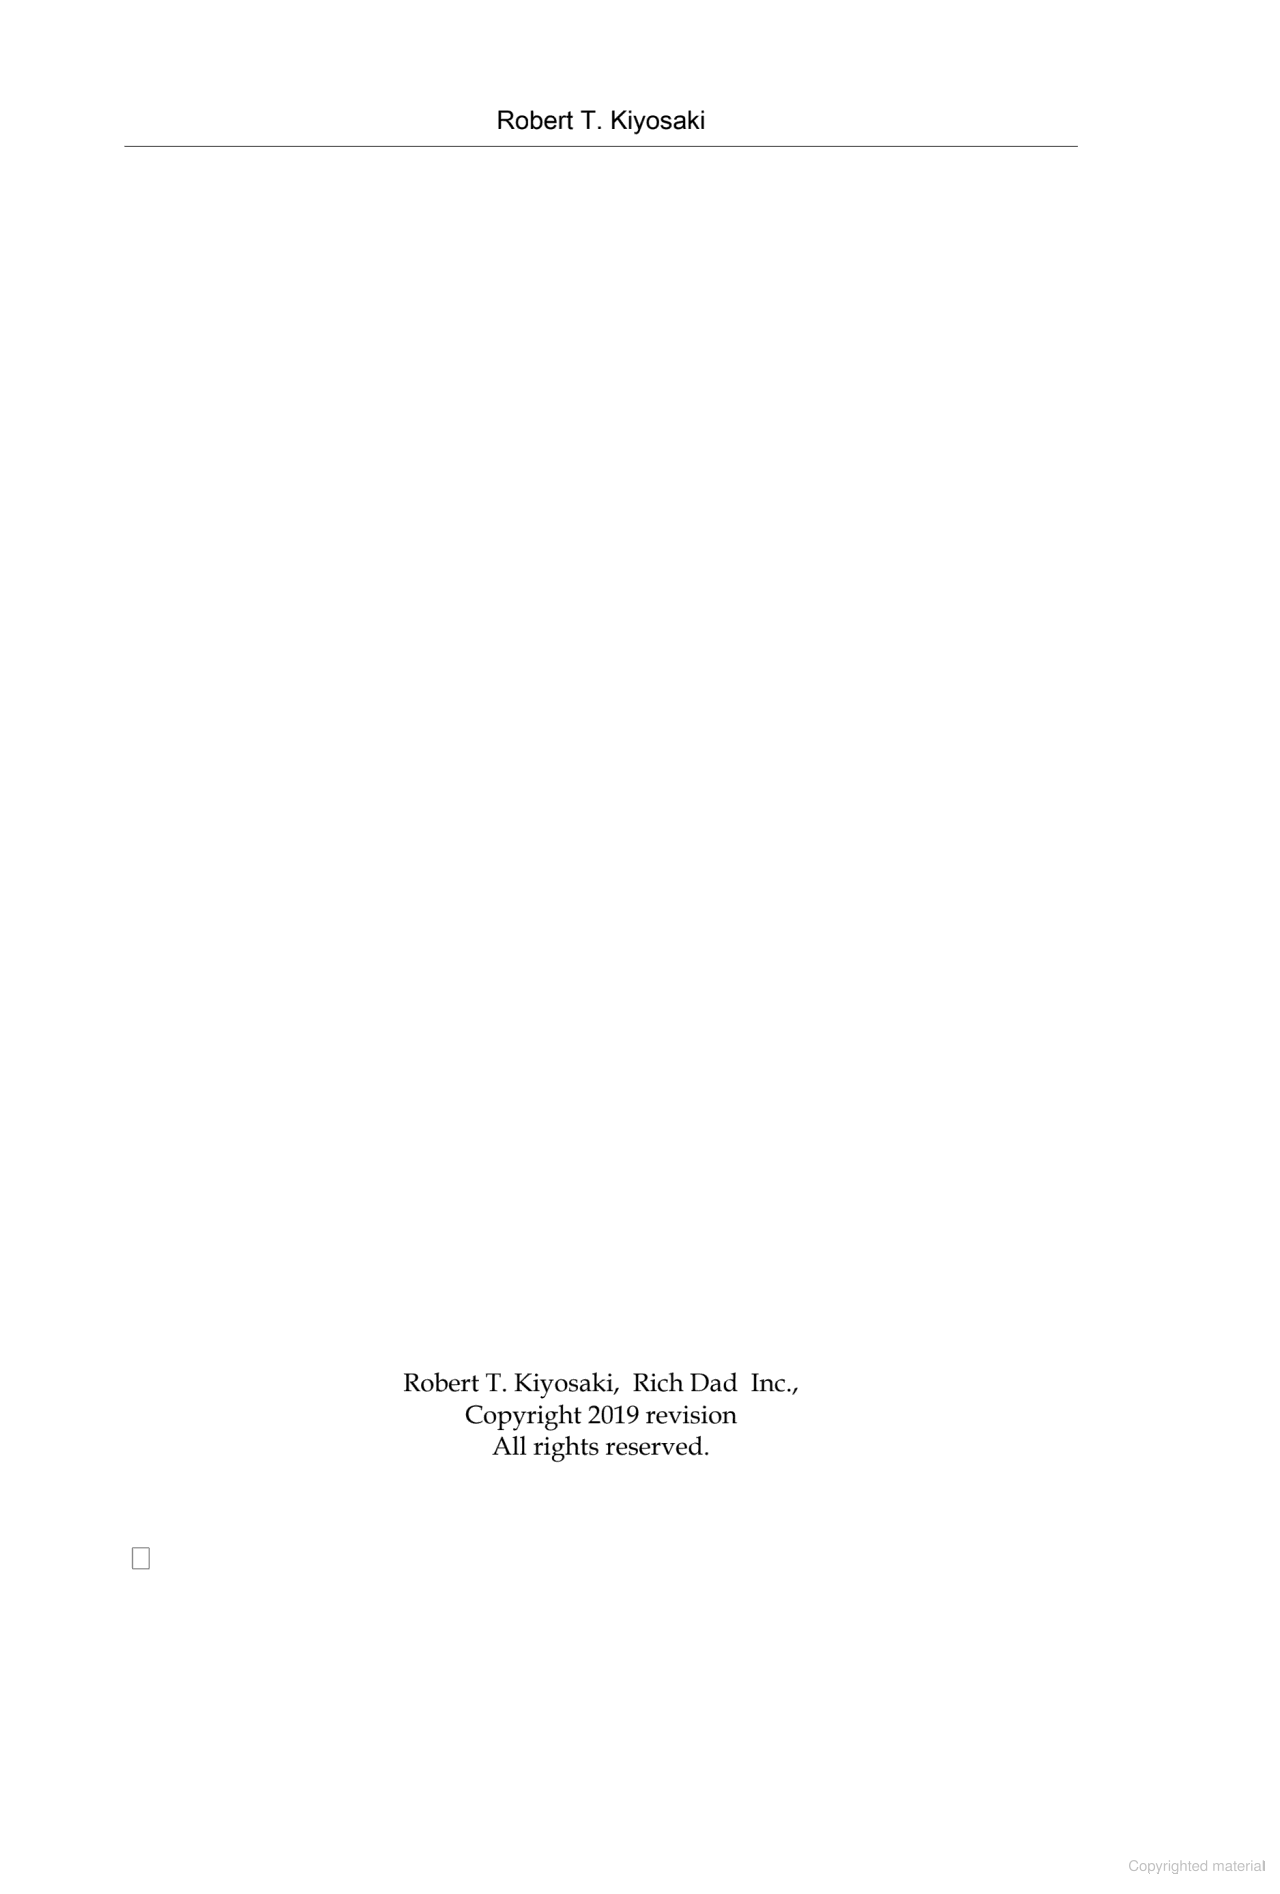 Robert T. Kiyosaki
Robert T. Kiyosaki, Rich Dad Inc.,
Copyright 2019 revision
All rights reserved.
Copyrighted material